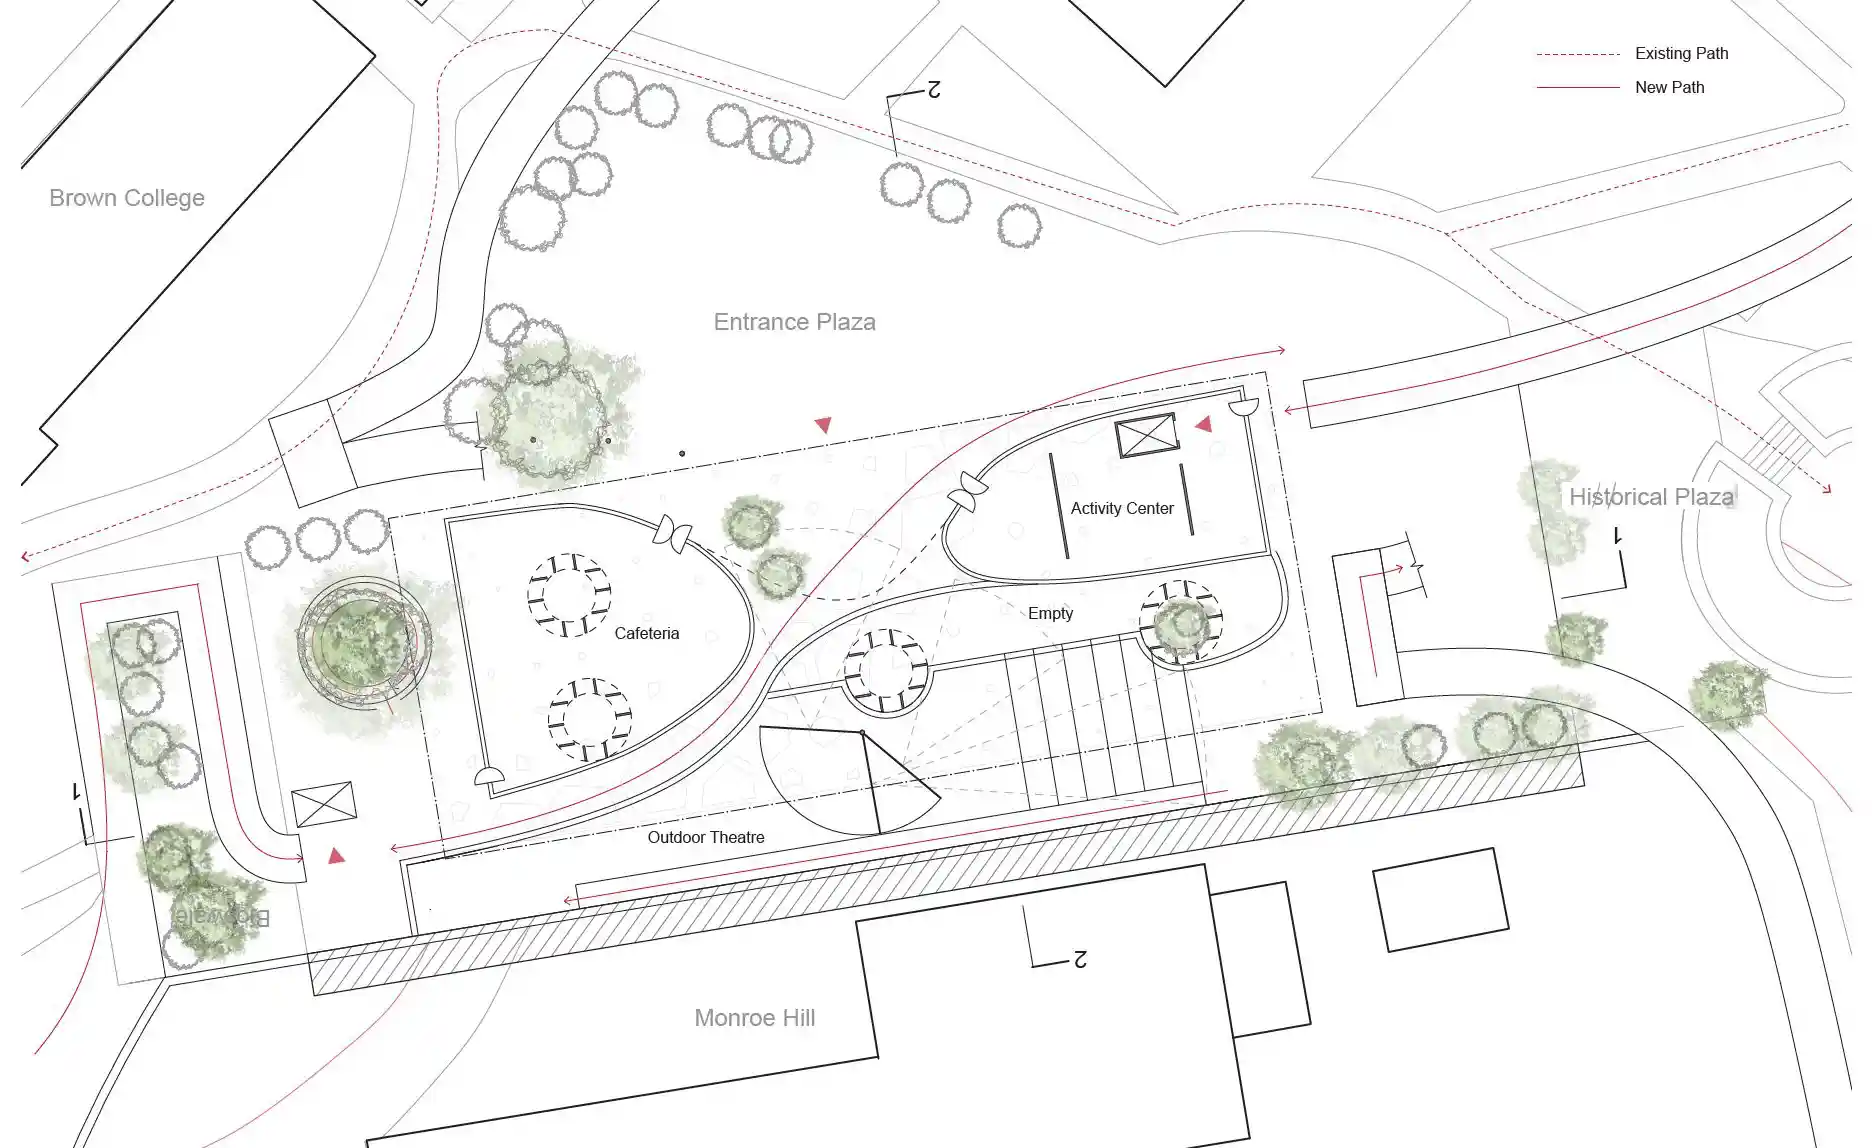 Existing Path
New Path
2
Brown College
Entrance Plaza
Historical Plaza
Activity Center
1
Empty
Cafeteria
1
Outdoor Theatre
Bioswale
2
Monroe Hill